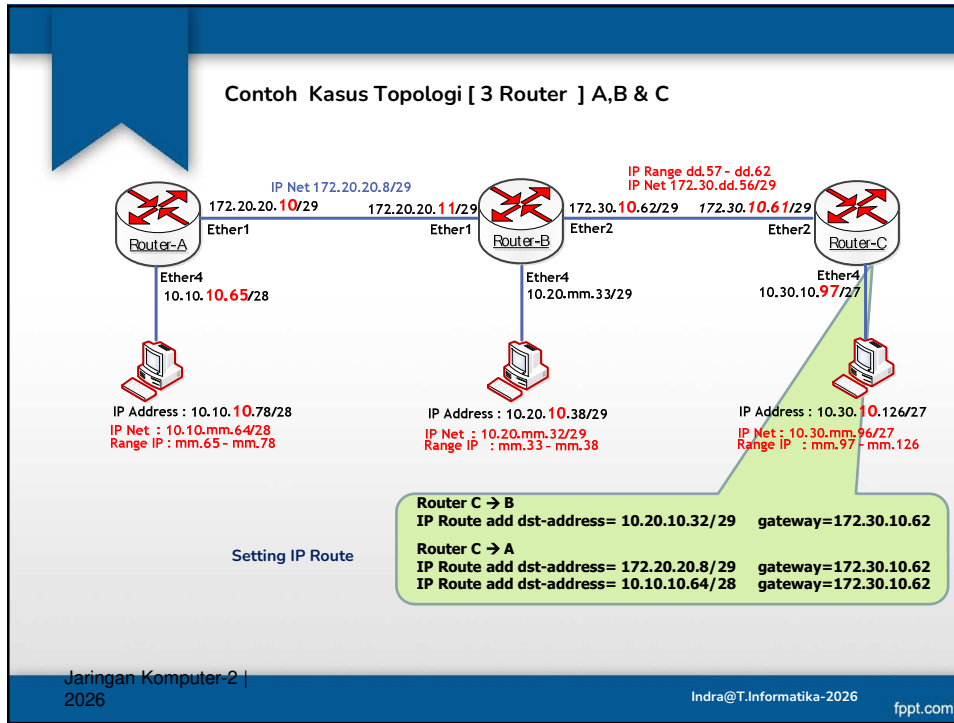 Contoh Kasus Topologi [ 3 Router ] A,B & C
IP Range dd.57 - dd.62
IP Net 172.30.dd.56/29
IP Net 172.20.20.8/29
172.20.20.10/29
172.20.20.11/29
172.30.10.62/29
172.30.10.61/29
Ether1
Ether1
Ether2
Ether2
Router-A
Router-B
Router-C
Ether4
10.10.10.65/28
Ether4
10.20.mm.33/29
Ether4
10.30.10.97/27
IP Address : 10.10.10.78/28
IP Net : 10.10.mm.64/28
Range IP : mm.65 - mm.78
IP Address : 10.20.10.38/29
IP Net : 10.20.mm.32/29
Range IP : mm.33 - mm.38
IP Address : 10.30.10.126/27
IP Net : 10.30.mm.96/27
Range IP : mm.97 - mm.126
Router C → B
IP Route add dst-address= 10.20.10.32/29 gateway=172.30.10.62
Router C → A
IP Route add dst-address= 172.20.20.8/29 gateway=172.30.10.62
IP Route add dst-address= 10.10.10.64/28 gateway=172.30.10.62
Setting IP Route
Jaringan Komputer-2 |
2026
Indra@T.Informatika-2026
fppt.com